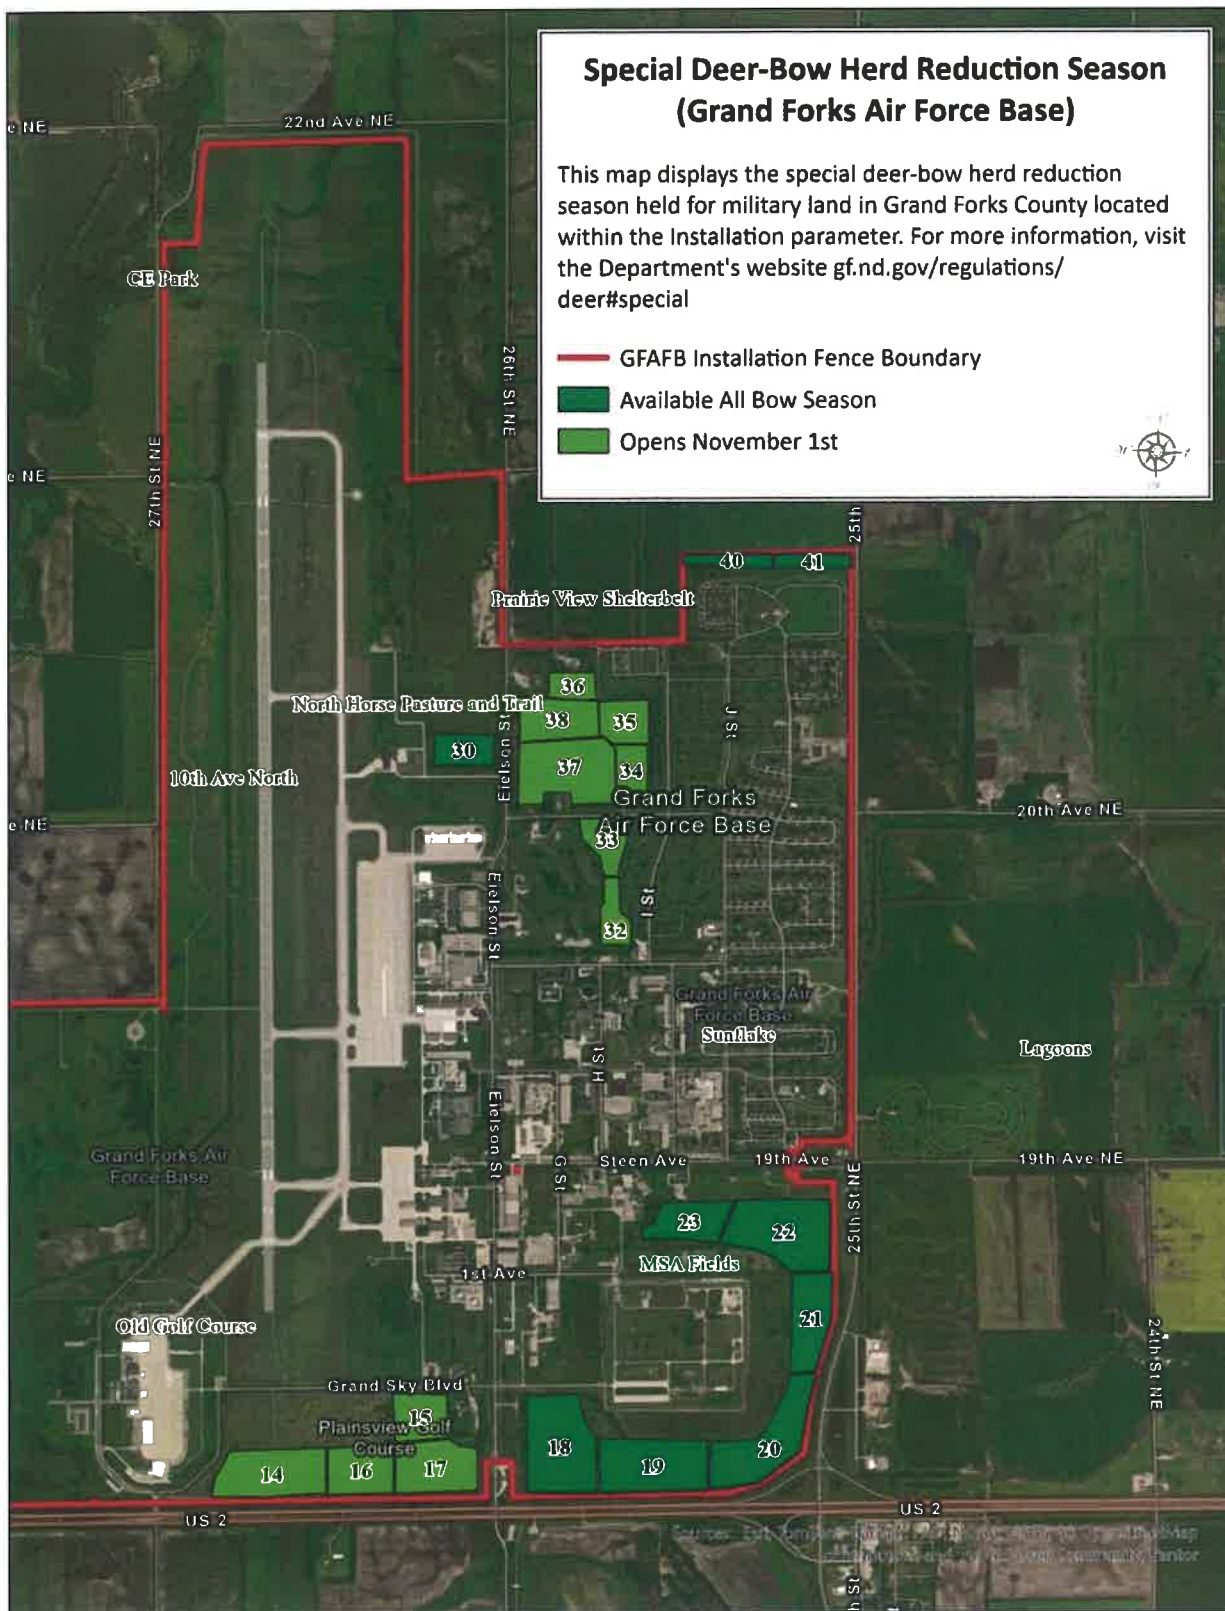 Special Deer-Bow Herd Reduction Season
(Grand Forks Air Force Base)
This map displays the special deer-bow herd reduction
season held for military land in Grand Forks County located
within the Installation parameter. For more information, visit
the Department's website gf.nd.gov/regulations/
deer#special
GFAFB Installation Fence Boundary
Available All Bow Season
Opens November 1st
22nd Ave NE
e NE
CE Park
26th St NE
27th St NE
e NE
25th
40
41
Prairie View Shelterbelt
36
North Horse Pasture and Trail
38
35
J St
30
Eielson St
37
34
10th Ave North
Grand Forks
Air Force Base
20th Ave NE
e NE
33
Eielson St
I St
32
Grand Forks Air
Force Base
Sunflake
Lagoons
H St
Eielson St
Grand Forks Air
Force Base
G St
Steen Ave
19th Ave
19th Ave NE
25th St NE
23
22
MSA Fields
1st Ave
21
Old Golf Course
24th St NE
Grand Sky Blvd
15
Plainsview Golf
Course
14
16
17
18
19
20
US 2
US 2
h St